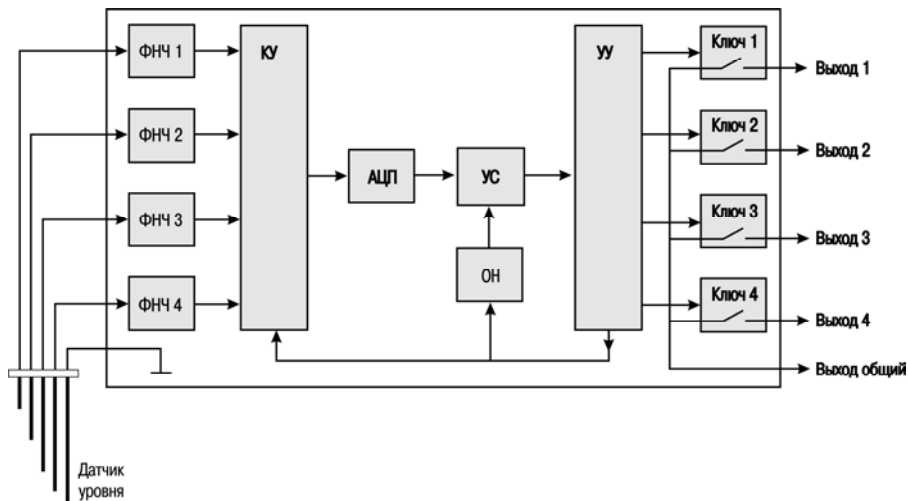 ФНЧ 1
КУ
УУ
Ключ 1
Выход 1
ФНЧ 2
Ключ 2
Выход 2
АЦП
УС
ФНЧ 3
Ключ 3
Выход 3
ОН
ФНЧ 4
Ключ 4
Выход 4
Выход общий
Датчик
уровня